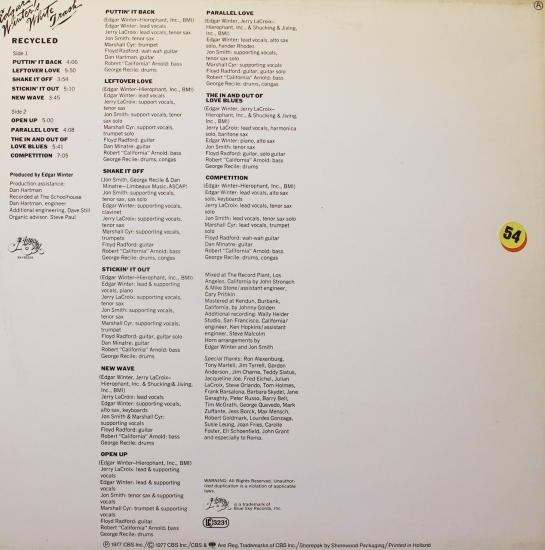 Edgar
Winter's
White Trash
RECYCLED
Side 1
PUTTIN' IT BACK 4:06
LEFTOVER LOVE 5:50
SHAKE IT OFF 3:54
STICKIN' IT OUT 5:10
NEW WAVE 3:45
Side 2
OPEN UP 5:00
PARALLEL LOVE 4:08
THE IN AND OUT OF
LOVE BLUES 5:41
COMPETITION 7:05
Produced by Edgar Winter
Production assistance:
Dan Hartman
Recorded at The Schoolhouse
Dan Hartman, engineer
Additional engineering, Dave Still
Organic advisor: Steve Paul
PUTTIN' IT BACK
(Edgar Winter–Hierophant, Inc., BMI)
Edgar Winter: lead vocals
Jerry LaCroix: lead vocals, tenor sax
Jon Smith: tenor sax
Marshall Cyr: trumpet
Floyd Radford: wah-wah guitar
Dan Hartman: guitar
Robert "California" Arnold: bass
George Recile: drums
LEFTOVER LOVE
(Edgar Winter–Hierophant, Inc., BMI)
Edgar Winter: lead vocals
Jerry LaCroix: support vocals,
tenor sax
Jon Smith: support vocals, tenor
sax solo
Marshall Cyr: support vocals,
trumpet solo
Floyd Radford: guitar
Dan Minatre: guitar
Robert "California" Arnold: bass
George Recile: drums, congas
SHAKE IT OFF
(Jon Smith, George Recile & Dan
Minatre–Limbeaux Music, ASCAP)
Jon Smith: supporting vocals,
tenor sax, sax solo
Edgar Winter: supporting vocals,
clavinet
Jerry LaCroix: supporting vocals,
tenor sax
Marshall Cyr: supporting vocals,
trumpets
Floyd Radford: guitar
Robert "California" Arnold: bass
George Recile: drums, congas
STICKIN' IT OUT
(Edgar Winter–Hierophant, Inc., BMI)
Edgar Winter: lead & supporting
vocals, piano
Jerry LaCroix: supporting vocals,
tenor sax
Jon Smith: supporting vocals,
tenor sax
Marshall Cyr: supporting vocals,
trumpet
Floyd Radford: guitar, guitar solo
Dan Minatre: guitar
Robert "California" Arnold: bass
George Recile: drums
NEW WAVE
(Edgar Winter, Jerry LaCroix–
Hierophant, Inc. & Shucking & Jiving,
Inc., BMI)
Jerry LaCroix: lead vocals
Edgar Winter: supporting vocals,
alto sax, keyboards
Jon Smith & Marshall Cyr:
supporting vocals
Floyd Radford: guitar
Robert "California" Arnold: bass
George Recile: drums
OPEN UP
(Edgar Winter–Hierophant, Inc., BMI)
Jerry LaCroix: lead & supporting
vocals
Edgar Winter: lead & supporting
vocals
Jon Smith: tenor sax & supporting
vocals
Marshall Cyr: trumpet & supporting
vocals
Floyd Radford: guitar
Robert "California" Arnold: bass
George Recile: drums
PARALLEL LOVE
(Edgar Winter, Jerry LaCroix–
Hierophant, Inc. & Shucking & Jiving,
Inc., BMI)
Edgar Winter: lead vocals, alto sax
solo, Fender Rhodes
Jon Smith: supporting vocals,
tenor sax solo
Marshall Cyr: supporting vocals
Floyd Radford: guitar, guitar solo
Robert "California" Arnold: bass
George Recile: drums, congas
THE IN AND OUT OF
LOVE BLUES
(Edgar Winter, Jerry LaCroix–
Hierophant, Inc. & Shucking & Jiving,
Inc., BMI)
Jerry LaCroix: lead vocals, harmonica
solo, baritone sax
Edgar Winter: piano, alto sax
Jon Smith: tenor sax
Marshall Cyr: trumpet
Floyd Radford: guitar, solo guitar
Robert "California" Arnold: bass
George Recile: drums
COMPETITION
(Edgar Winter–Hierophant, Inc., BMI)
Edgar Winter: lead vocals, alto sax
solo, keyboards
Jerry LaCroix: lead vocals, tenor sax
solo
Jon Smith: lead vocals, tenor sax solo
Marshall Cyr: lead vocals, trumpet
solo
Floyd Radford: wah-wah guitar
Dan Minatre: guitar
Robert "California" Arnold: bass
George Recile: drums, congas
Mixed at The Record Plant, Los
Angeles, California by John Stronach
& Mike Stone/assistant engineer,
Cary Pritikin
Mastered at Kendun, Burbank,
California, by Johnny Golden
Additional recording: Wally Heider
Studio, San Francisco, California/
engineer, Ken Hopkins/assistant
engineer, Steve Malcolm
Horn arrangements by
Edgar Winter and Jon Smith
Special thanks: Ron Alexenburg,
Tony Martell, Jim Tyrrell, Gordon
Anderson, Jim Charne, Teddy Slatus,
Jacqueline Joe, Fred Eichel, Julian
LaCroix, Steve Orlando, Tom Holmes,
Frank Barsalona, Barbara Skydel, Jane
Geraghty, Peter Russo, Barry Bell,
Tim McGrath, George Quevedo, Mark
Zuffante, Jess Borck, Max Mensch,
Robert Goldmark, Lourdes Gonzaga,
Susie Leung, Joan Fries, Carolle
Foster, Eli Schoenfield, John Grant
and especially to Roma.
WARNING: All Rights Reserved. Unauthor-
ized duplication is a violation of applicable
laws.
is a trademark of
Blue Sky Records, Inc.
LC 3231
℗ 1977 CBS Inc./© 1977 CBS Inc./CBS & Are Reg. Trademarks of CBS Inc./Shorepak by Shorewood Packaging/Printed in Holland
A
54